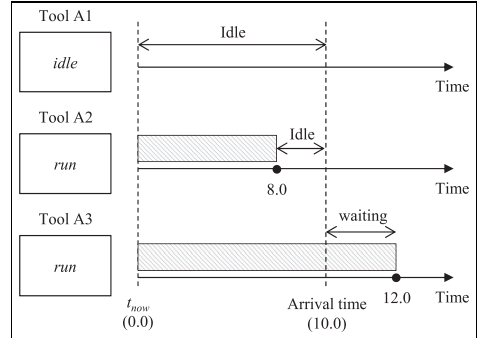 Tool A1
Idle
idle
Time
Tool A2
Idle
run
Time
8.0
Tool A3
waiting
run
t_now
(0.0)
Arrival time
(10.0)
12.0
Time